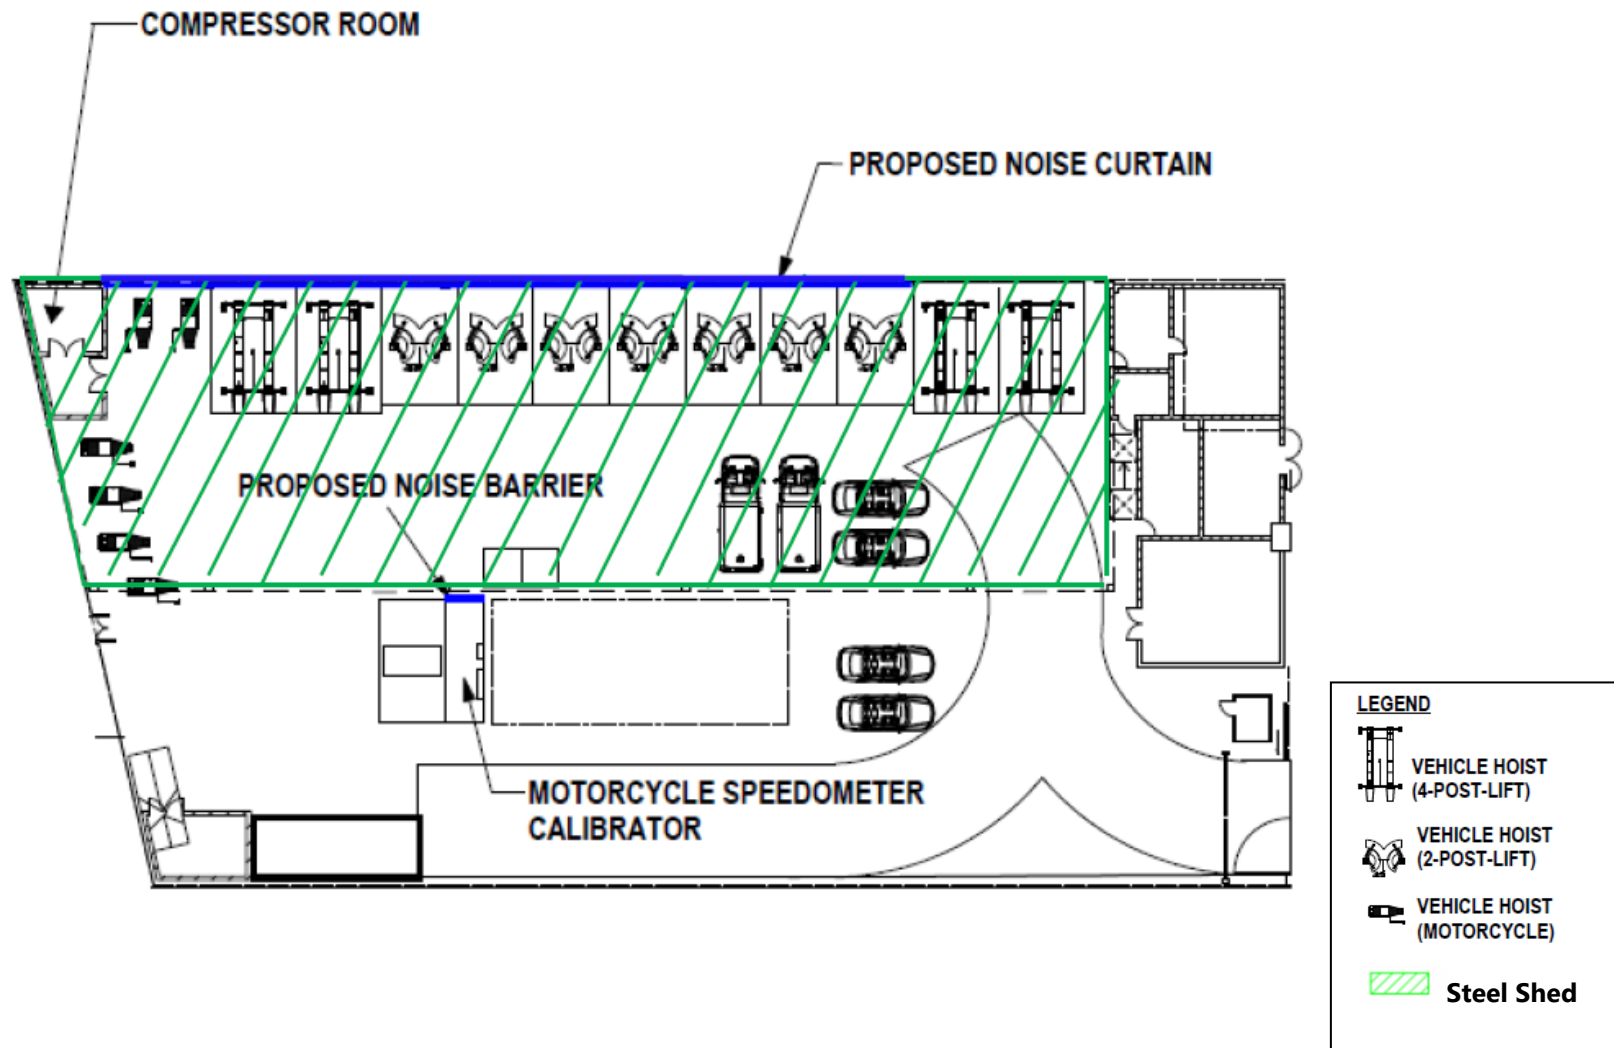 COMPRESSOR ROOM
PROPOSED NOISE CURTAIN
PROPOSED NOISE BARRIER
MOTORCYCLE SPEEDOMETER
CALIBRATOR
LEGEND
VEHICLE HOIST
(4-POST-LIFT)
VEHICLE HOIST
(2-POST-LIFT)
VEHICLE HOIST
(MOTORCYCLE)
Steel Shed